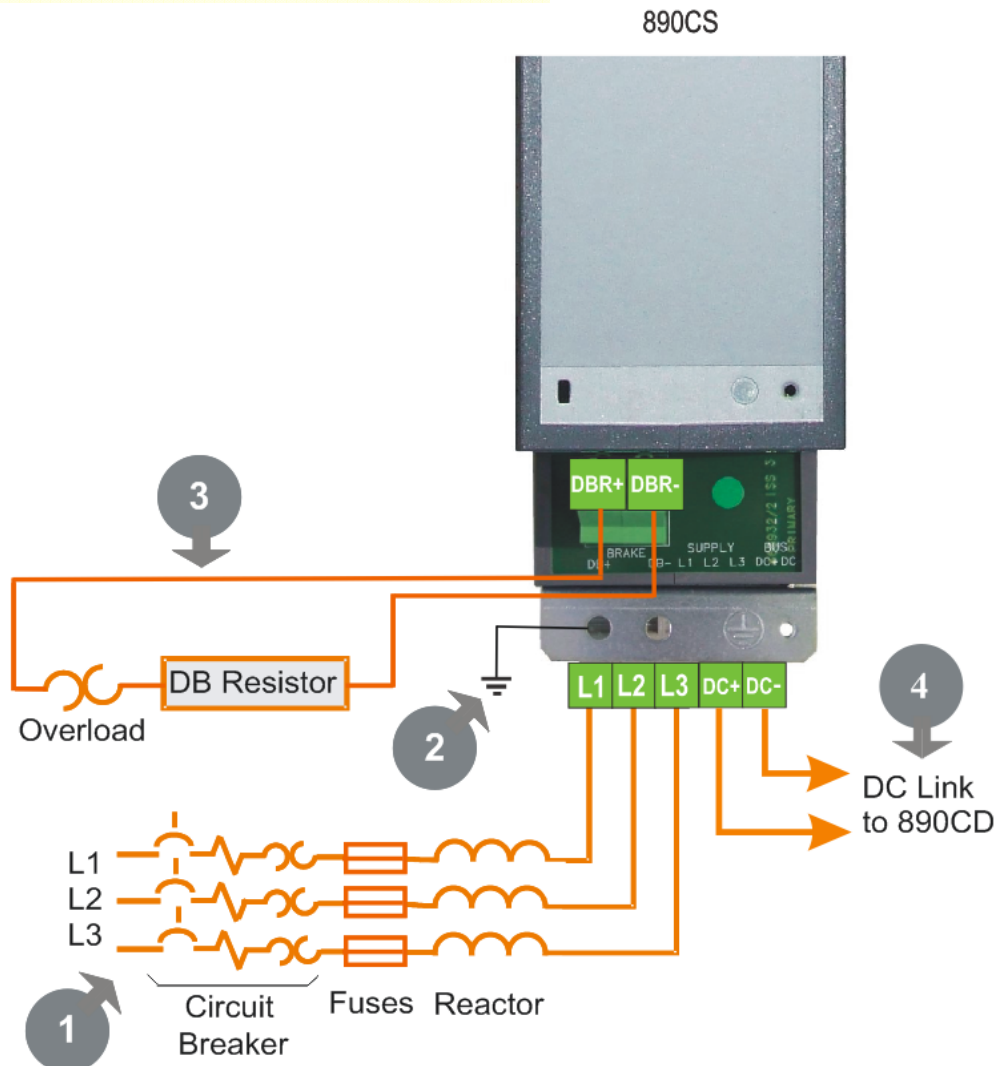 890CS
DBR+ DBR-
BRAKE
SUPPLY
BUS
DB- L1 L2 L3 DC+ DC
PRIMARY
3
DB Resistor
Overload
L1 L2 L3 DC+ DC-
4
2
DC Link
to 890CD
L1
L2
L3
Circuit
Breaker
Fuses
Reactor
1